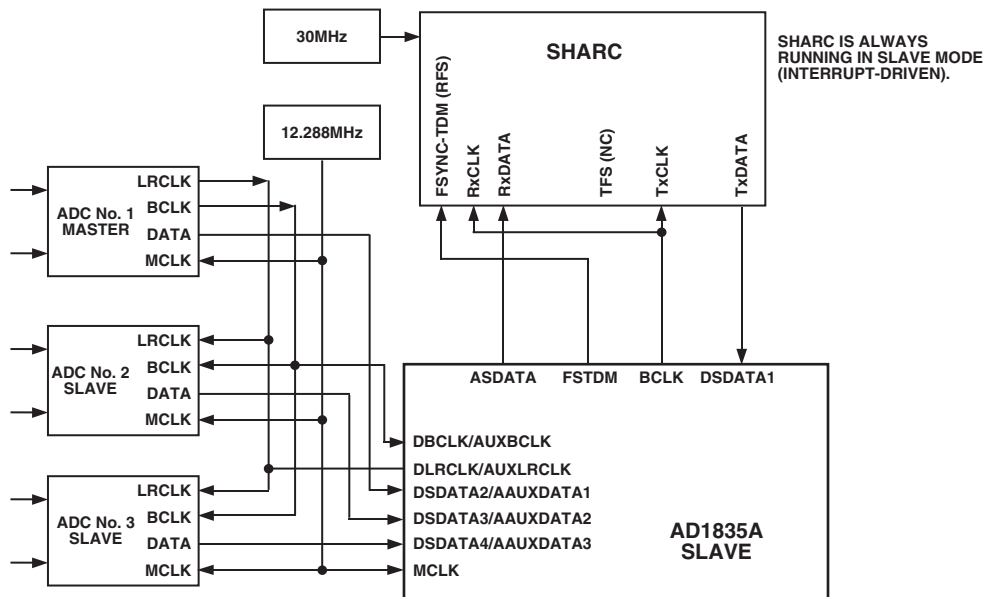 30MHz
SHARC
SHARC IS ALWAYS
RUNNING IN SLAVE MODE
(INTERRUPT-DRIVEN).
12.288MHz
FSYNC-TDM (RFS)
RxCLK
RxDATA
TFS (NC)
TxCLK
TxDATA
ADC No. 1
MASTER
LRCLK
BCLK
DATA
MCLK
ADC No. 2
SLAVE
LRCLK
BCLK
DATA
MCLK
ADC No. 3
SLAVE
LRCLK
BCLK
DATA
MCLK
ASDATA FSTDM BCLK DSDATA1
DBCLK/AUXBCLK
DLRCLK/AUXLRCLK
DSDATA2/AAUXDATA1
DSDATA3/AAUXDATA2
DSDATA4/AAUXDATA3
MCLK
AD1835A
SLAVE